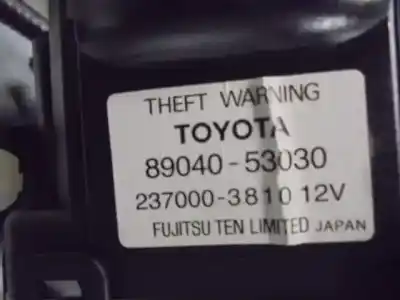 THEFT WARNING
TOYOTA
89040-53030
237000-3810 12V
FUJITSU TEN LIMITED JAPAN